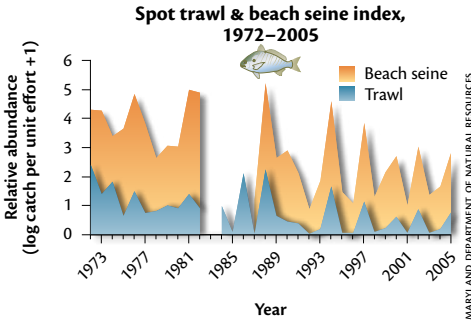 Spot trawl & beach seine index,
1972–2005
Relative abundance
(log catch per unit effort +1)
6
5
4
3
2
1
0
Beach seine
Trawl
1973
1977
1981
1985
1989
1993
1997
2001
2005
Year
MARYLAND DEPARTMENT OF NATURAL RESOURCES